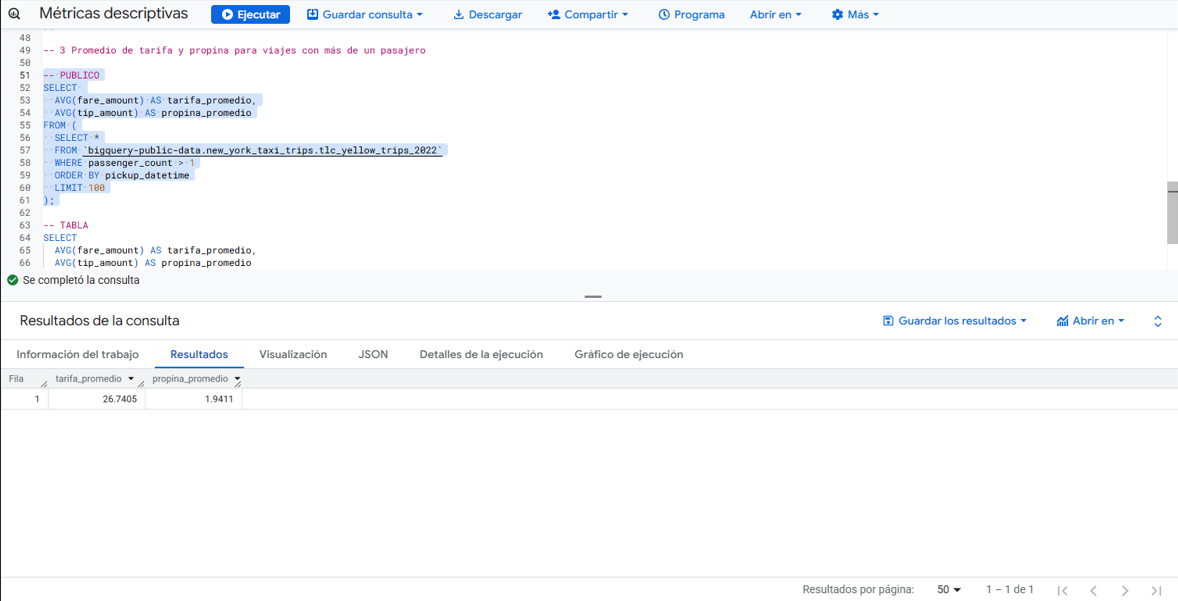 Métricas descriptivas Ejecutar Guardar consulta Descargar Compartir Programa Abrir en Más
48
49 -- 3 Promedio de tarifa y propina para viajes con más de un pasajero
50
51 -- PUBLICO
52 SELECT
53 AVG(fare_amount) AS tarifa_promedio,
54 AVG(tip_amount) AS propina_promedio
55 FROM (
56 SELECT *
57 FROM `bigquery-public-data.new_york_taxi_trips.tlc_yellow_trips_2022`
58 WHERE passenger_count > 1
59 ORDER BY pickup_datetime
60 LIMIT 100
61 );
62
63 -- TABLA
64 SELECT
65 AVG(fare_amount) AS tarifa_promedio,
66 AVG(tip_amount) AS propina_promedio
Se completó la consulta
Resultados de la consulta Guardar los resultados Abrir en
Información del trabajo Resultados Visualización JSON Detalles de la ejecución Gráfico de ejecución
Fila tarifa_promedio propina_promedio
1 26.7405 1.9411
Resultados por página: 50 1 – 1 de 1